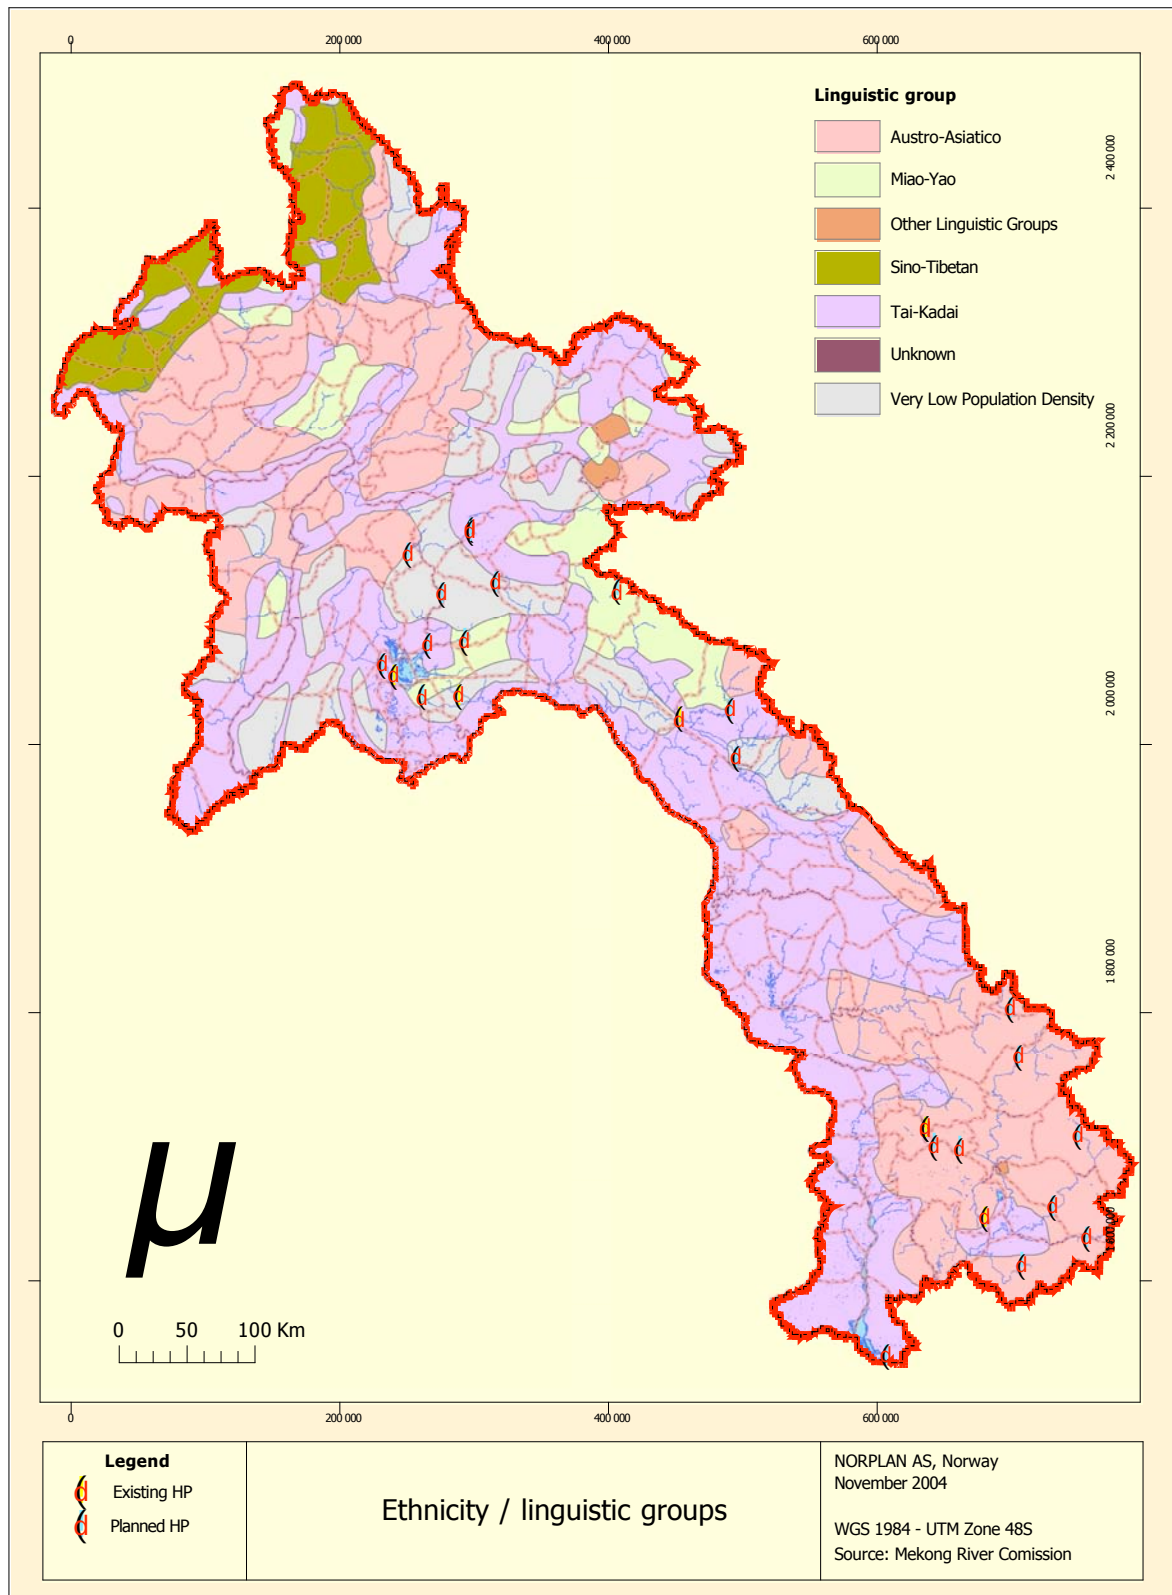 0
200 000
400 000
600 000
Linguistic group
Austro-Asiatico
Miao-Yao
Other Linguistic Groups
Sino-Tibetan
Tai-Kadai
Unknown
Very Low Population Density
2 400 000
2 200 000
2 000 000
1 800 000
1 600 000
µ
0 50 100 Km
0
200 000
400 000
600 000
Legend
Existing HP
Planned HP
Ethnicity / linguistic groups
NORPLAN AS, Norway
November 2004
WGS 1984 - UTM Zone 48S
Source: Mekong River Comission